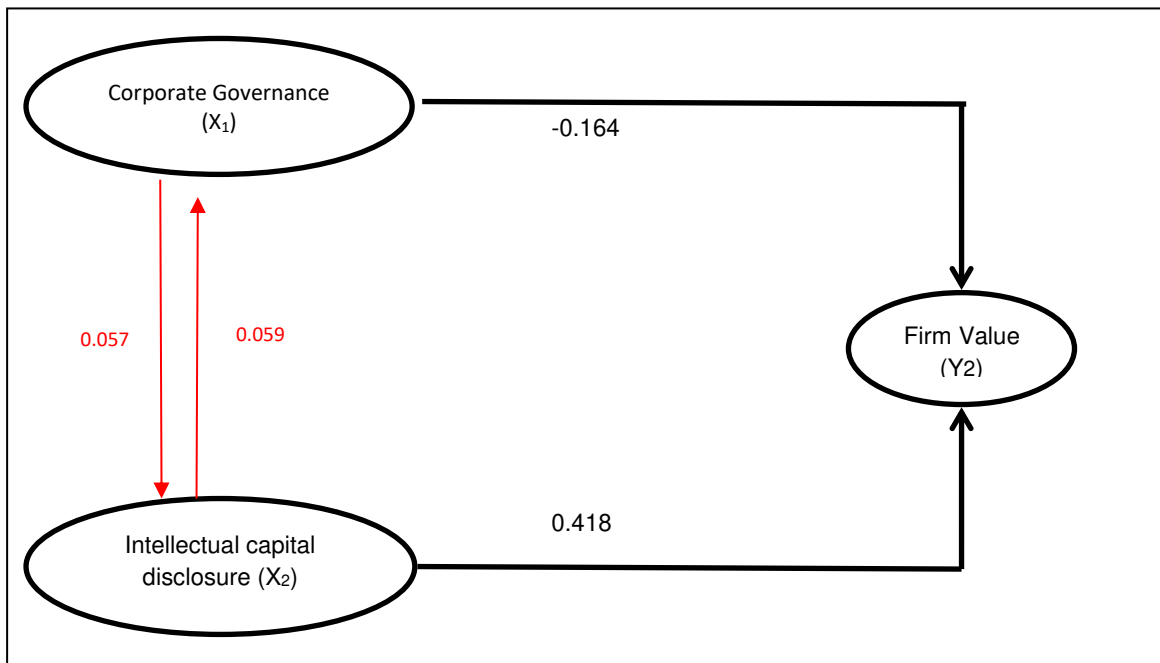 Corporate Governance
(X₁)
-0.164
0.057
0.059
Firm Value
(Y2)
0.418
Intellectual capital
disclosure (X₂)